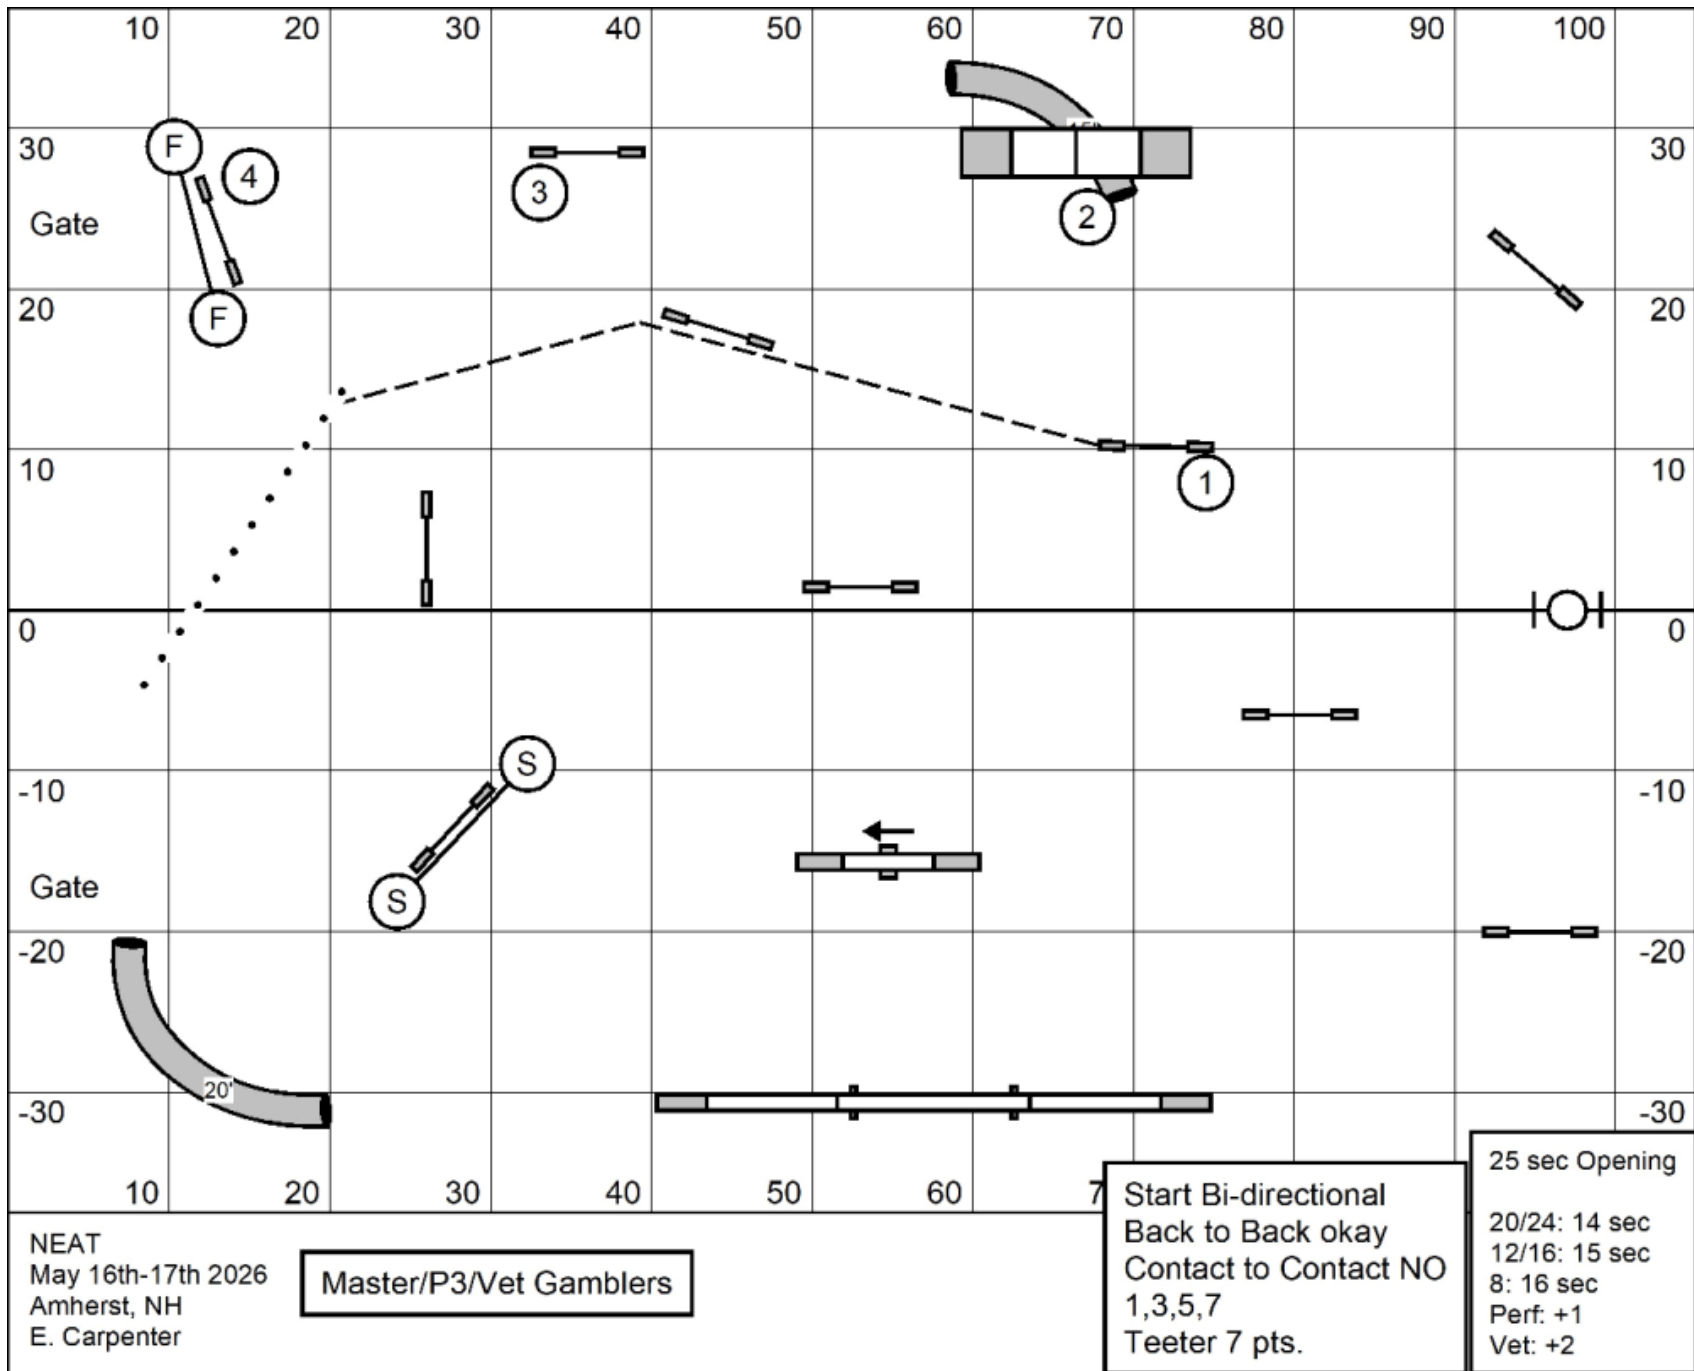 10 20 30 40 50 60 70 80 90 100
30 F 4 3 2 30
Gate
20 F 20
10 1 10
0 0
-10 S -10
Gate S
-20 -20
20'
-30 -30
10 20 30 40 50 60
NEAT
May 16th-17th 2026
Amherst, NH
E. Carpenter
Master/P3/Vet Gamblers
Start Bi-directional
Back to Back okay
Contact to Contact NO
1,3,5,7
Teeter 7 pts.
25 sec Opening
20/24: 14 sec
12/16: 15 sec
8: 16 sec
Perf: +1
Vet: +2